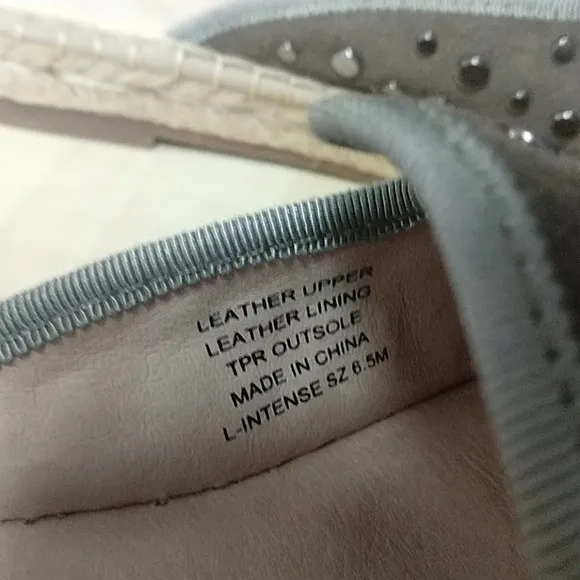 LEATHER UPPER
LEATHER LINING
TPR OUTSOLE
MADE IN CHINA
L-INTENSE SZ 6.5M